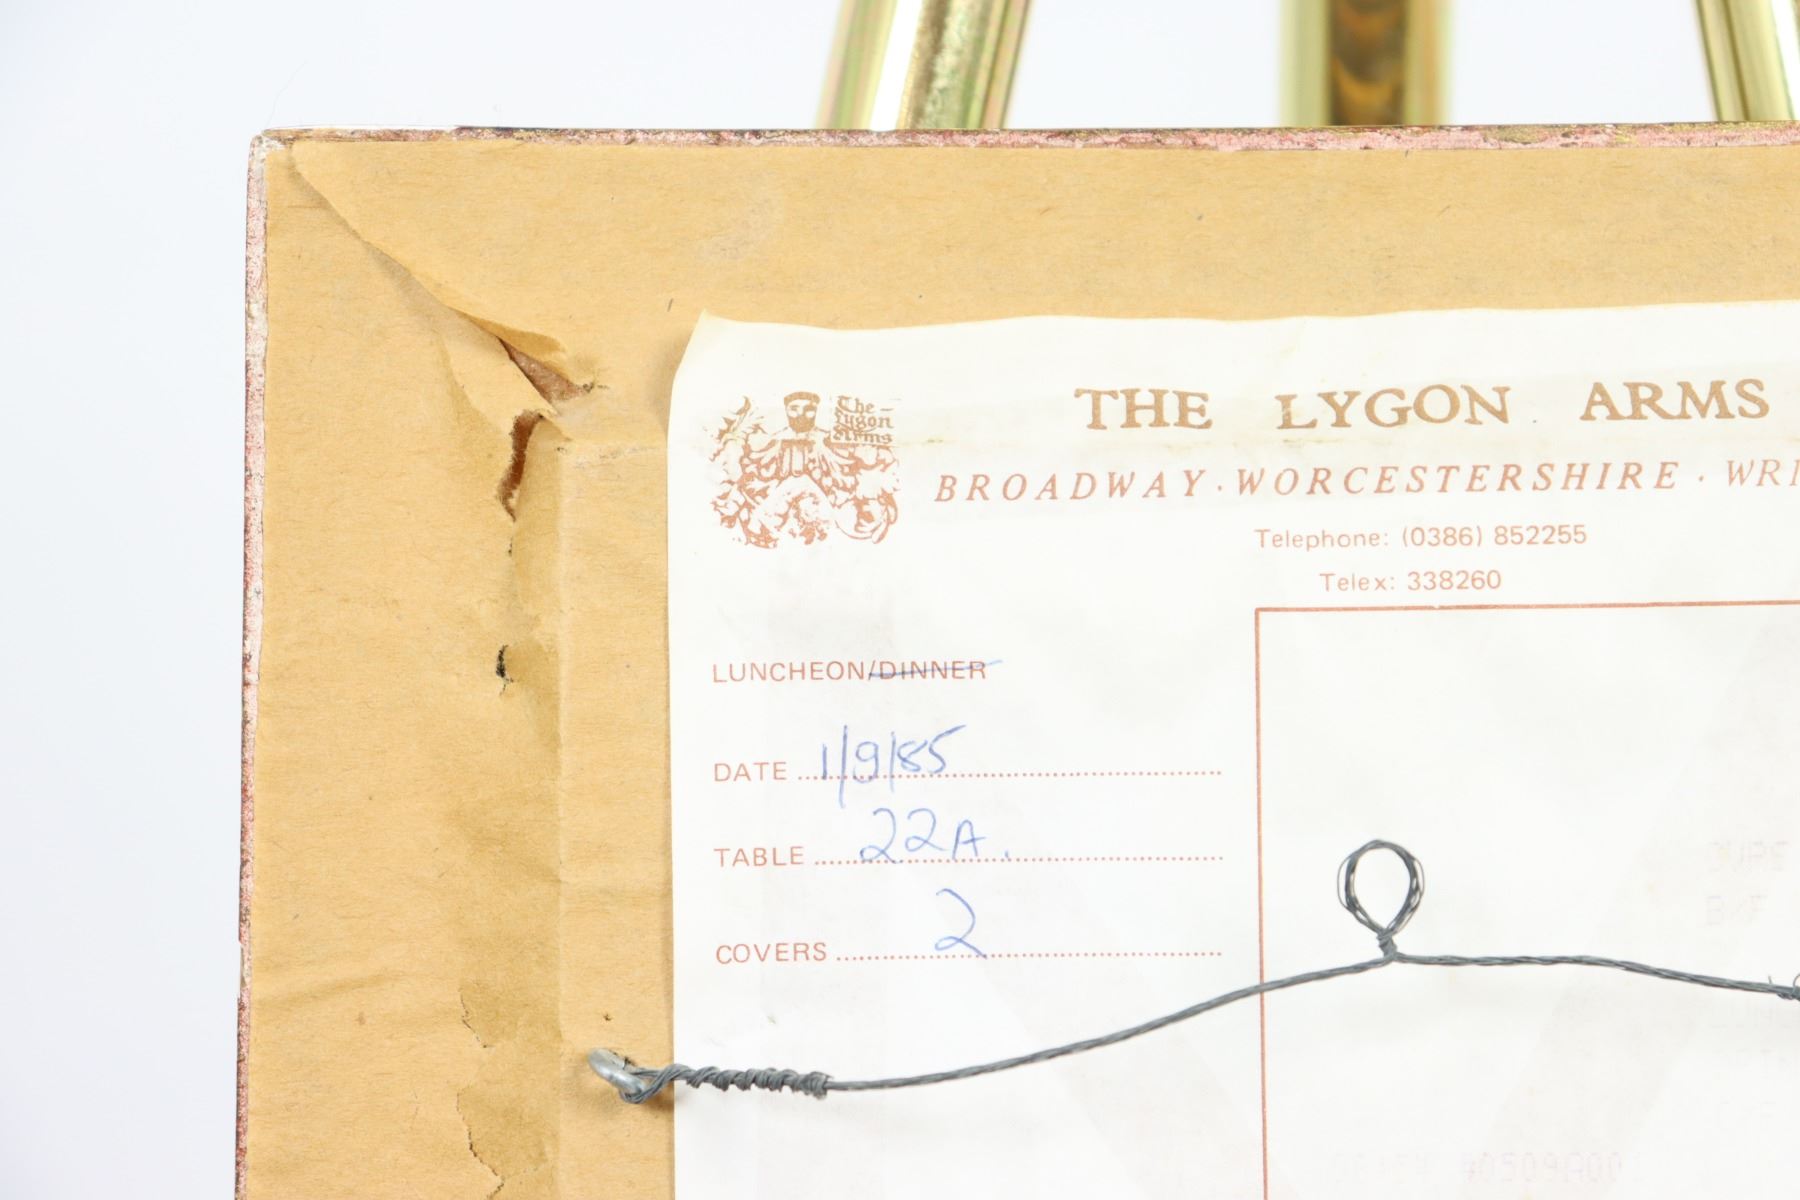 The
Lygon
Arms
THE LYGON ARMS
BROADWAY · WORCESTERSHIRE · WR1
Telephone: (0386) 852255
Telex: 338260
LUNCHEON/DINNER
DATE 1/9/85
TABLE 22A.
COVERS 2